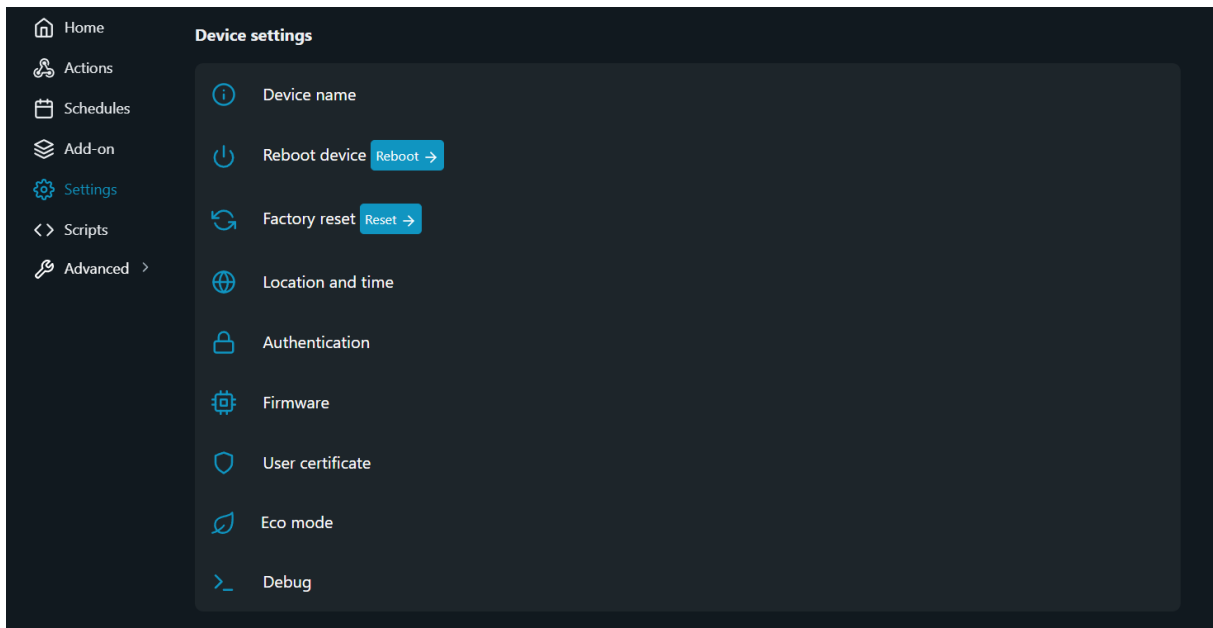 Home
Actions
Schedules
Add-on
Settings
Scripts
Advanced
Device settings
Device name
Reboot device Reboot →
Factory reset Reset →
Location and time
Authentication
Firmware
User certificate
Eco mode
Debug